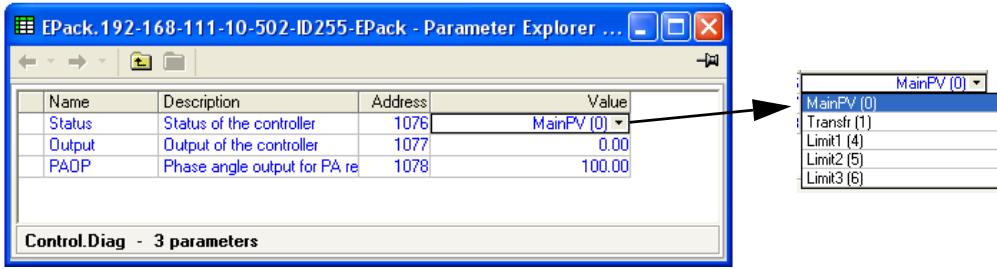 EPack.192-168-111-10-502-ID255-EPack - Parameter Explorer ...
Name Description Address Value
Status Status of the controller 1076 MainPV (0)
Output Output of the controller 1077 0.00
PAOP Phase angle output for PA re 1078 100.00
Control.Diag - 3 parameters
MainPV (0)
MainPV (0)
Transfr (1)
Limit1 (4)
Limit2 (5)
Limit3 (6)